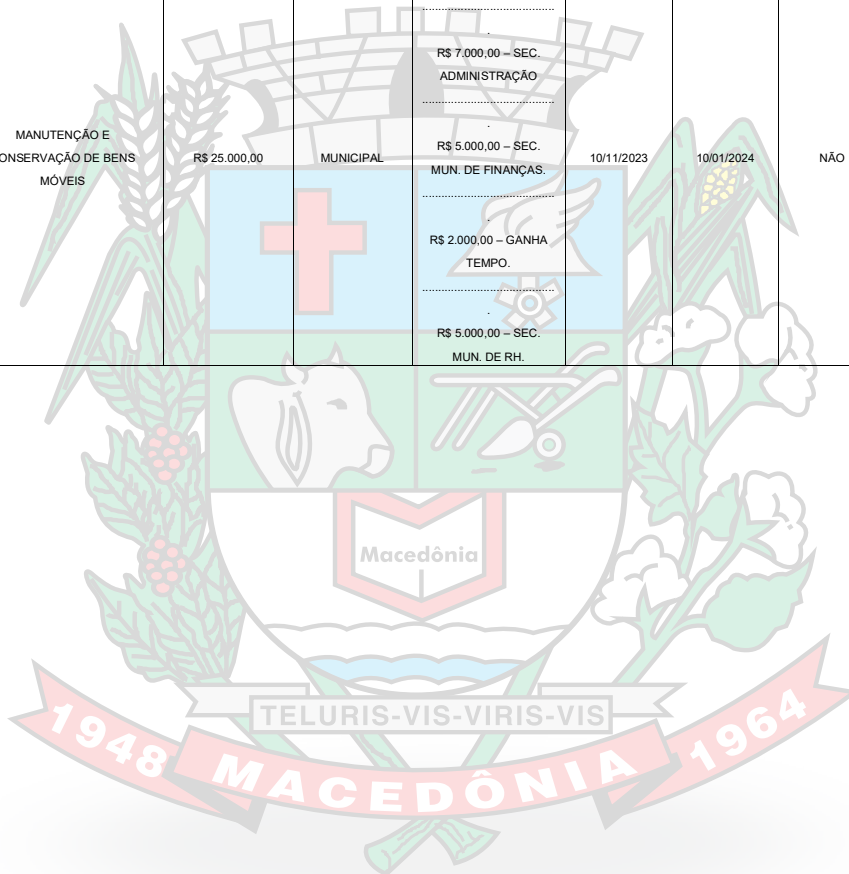 ......................................
.
R$ 7.000,00 – SEC.
ADMINISTRAÇÃO
......................................
.
MANUTENÇÃO E
ONSERVAÇÃO DE BENS
MÓVEIS
R$ 25.000,00
MUNICIPAL
R$ 5.000,00 – SEC.
MUN. DE FINANÇAS.
......................................
.
R$ 2.000,00 – GANHA
TEMPO.
......................................
.
R$ 5.000,00 – SEC.
MUN. DE RH.
10/11/2023
10/01/2024
NÃO
Macedônia
TELURIS-VIS-VIRIS-VIS
1948 MACEDÔNIA 1964